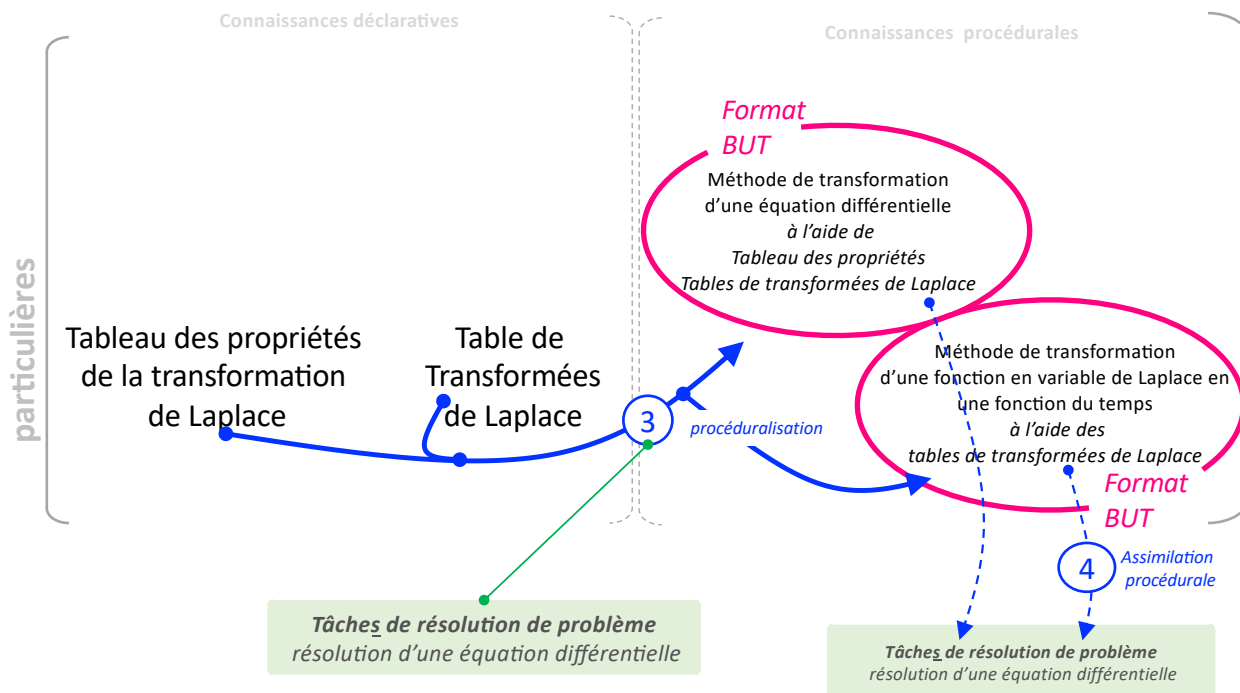 Connaissances déclaratives
Connaissances procédurales
particulières
Format
BUT
Méthode de transformation
d'une équation différentielle
à l'aide de
Tableau des propriétés
Tables de transformées de Laplace
Tableau des propriétés
de la transformation
de Laplace
Table de
Transformées
de Laplace
3
procéduralisation
Méthode de transformation
d'une fonction en variable de Laplace en
une fonction du temps
à l'aide des
tables de transformées de Laplace
Format
BUT
4
Assimilation
procédurale
Tâches de résolution de problème
résolution d'une équation différentielle
Tâches de résolution de problème
résolution d'une équation différentielle